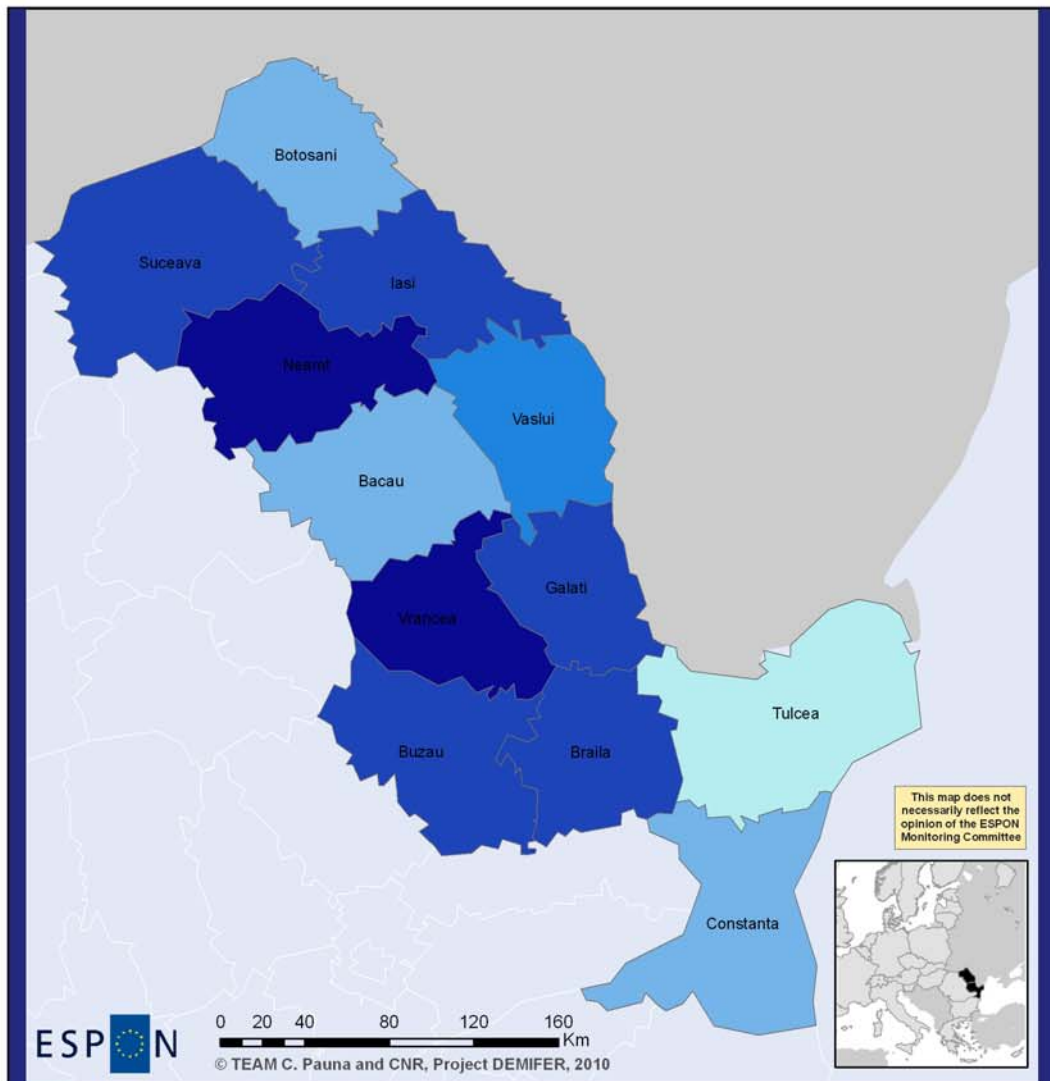 Botosani
Suceava
Iasi
Neamt
Vaslui
Bacau
Galati
Vrancea
Tulcea
Buzau
Braila
This map does not
necessarily reflect the
opinion of the ESPON
Monitoring Committee
Constanta
ESPON
0 20 40 80 120 160
Km
© TEAM C. Pauna and CNR, Project DEMIFER, 2010